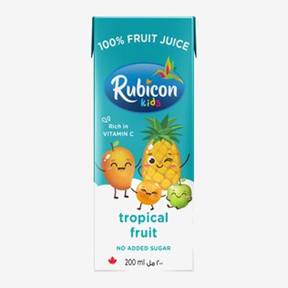 100% FRUIT JUICE
Rubicon
kids
Rich in
VITAMIN C
tropical
fruit
NO ADDED SUGAR
200 ml ٢٠٠ مل